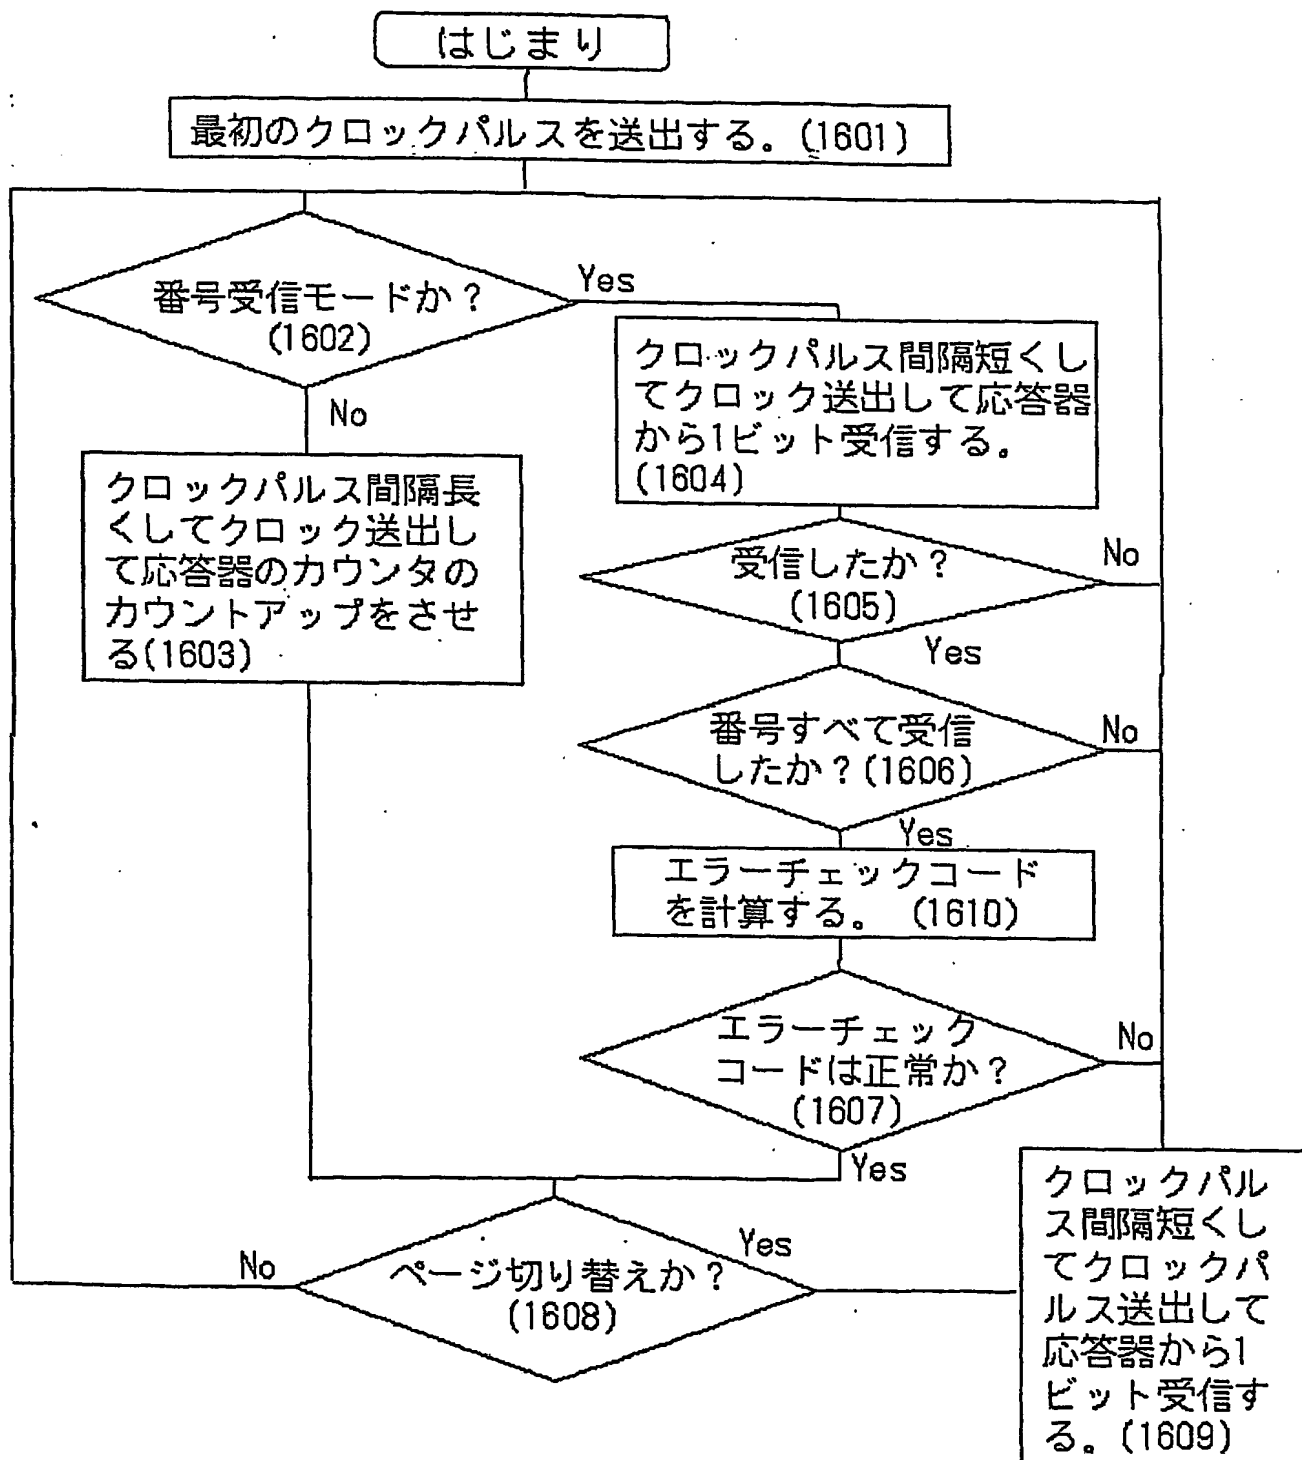 はじまり
最初のクロックパルスを送出する。(1601)
番号受信モードか?
(1602)
Yes
No
クロックパルス間隔短くし
てクロック送出して応答器
から1ビット受信する。
(1604)
クロックパルス間隔長
くしてクロック送出し
て応答器のカウンタの
カウントアップをさせ
る(1603)
受信したか?
(1605)
No
Yes
番号すべて受信
したか?(1606)
No
Yes
エラーチェックコード
を計算する。 (1610)
エラーチェック
コードは正常か?
(1607)
No
Yes
ページ切り替えか?
(1608)
No
Yes
クロックパル
ス間隔短くし
てクロックパ
ルス送出して
応答器から1
ビット受信す
る。(1609)